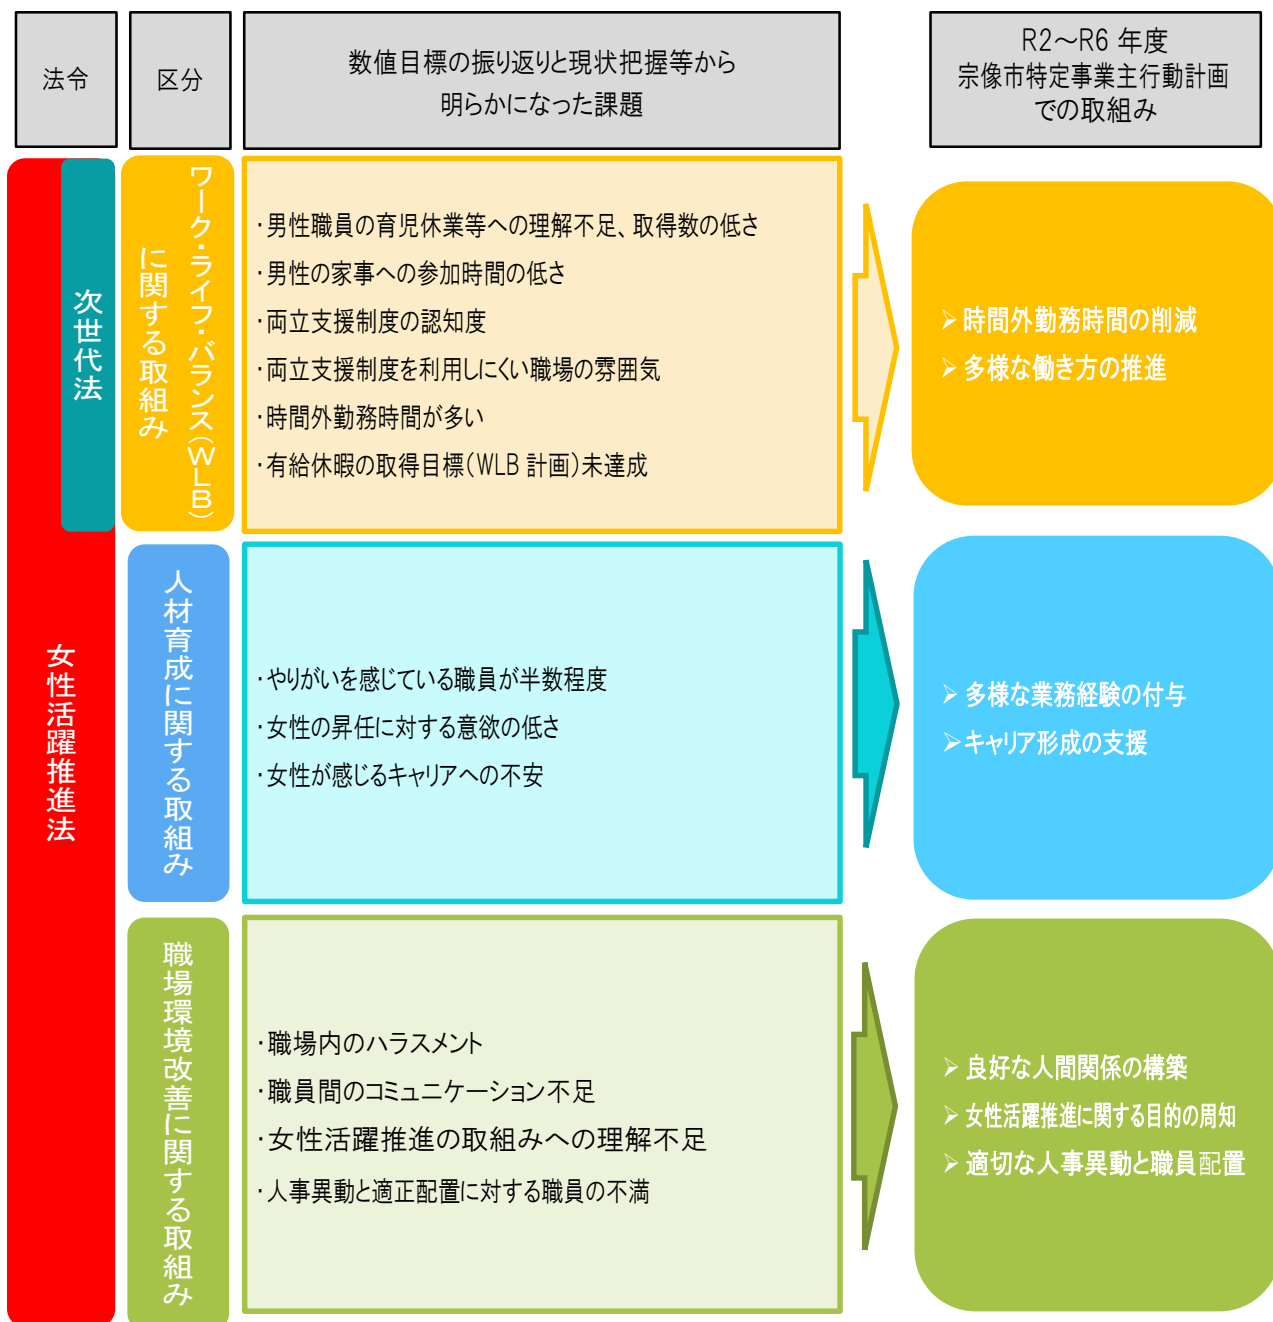 法令
区分
数値目標の振り返りと現状把握等から
明らかになった課題
R2～R6 年度
宗像市特定事業主行動計画
での取組み
女性活躍推進法
次世代法
ワーク・ライフ・バランス（WLB）
に関する取組み
・男性職員の育児休業等への理解不足、取得数の低さ
・男性の家事への参加時間の低さ
・両立支援制度の認知度
・両立支援制度を利用しにくい職場の雰囲気
・時間外勤務時間が多い
・有給休暇の取得目標（WLB 計画）未達成
➢ 時間外勤務時間の削減
➢ 多様な働き方の推進
人材育成に関する取組み
・やりがいを感じている職員が半数程度
・女性の昇任に対する意欲の低さ
・女性が感じるキャリアへの不安
➢ 多様な業務経験の付与
➢ キャリア形成の支援
職場環境改善に関する取組み
・職場内のハラスメント
・職員間のコミュニケーション不足
・女性活躍推進の取組みへの理解不足
・人事異動と適正配置に対する職員の不満
➢ 良好な人間関係の構築
➢ 女性活躍推進に関する目的の周知
➢ 適切な人事異動と職員配置